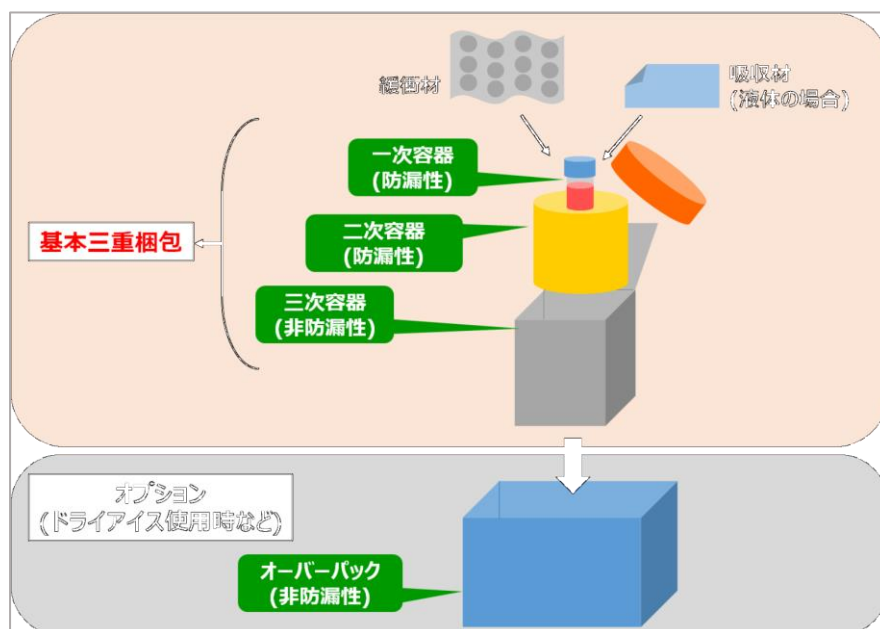 緩衝材
吸収材
(液体の場合)
一次容器
(防漏性)
二次容器
(防漏性)
基本三重梱包
三次容器
(非防漏性)
オプション
(ドライアイス使用時など)
オーバーパック
(非防漏性)